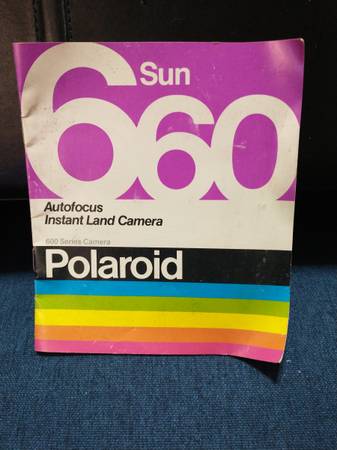 Sun
660
Autofocus
Instant Land Camera
600 Series Camera
Polaroid